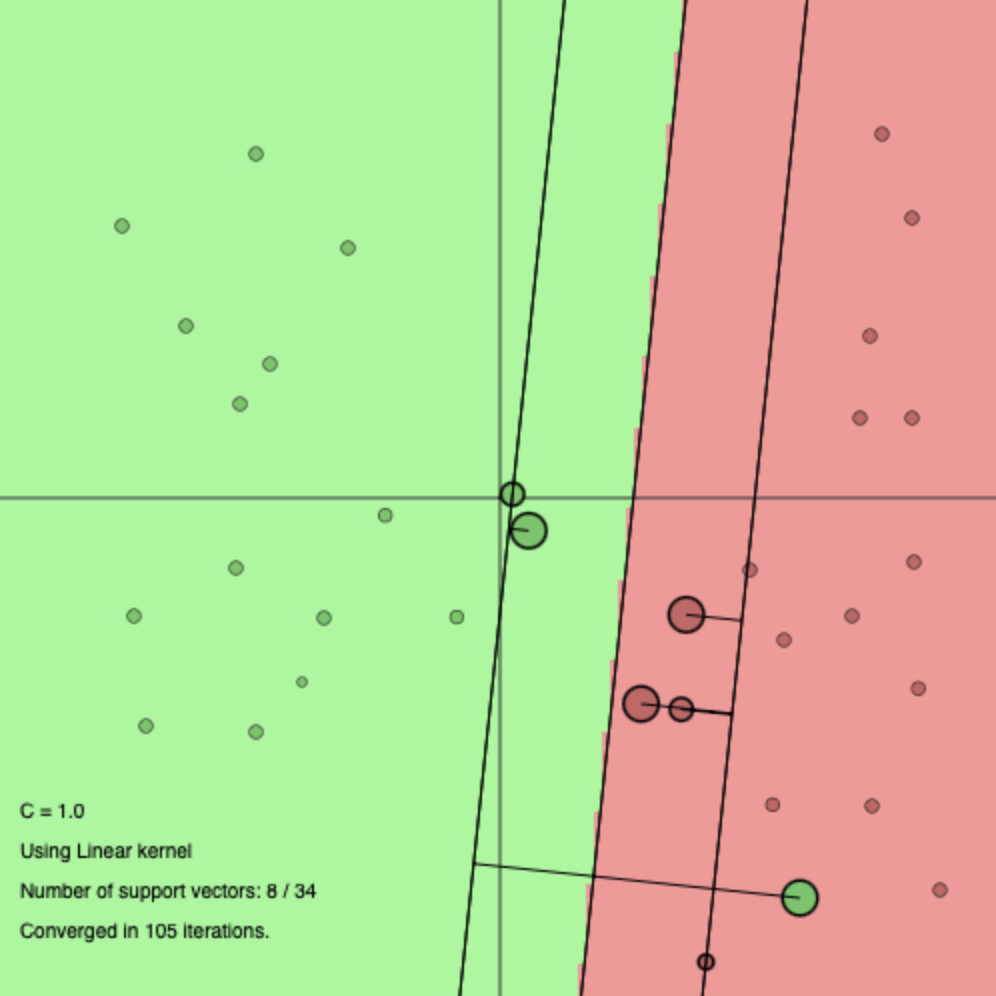 C = 1.0
Using Linear kernel
Number of support vectors: 8 / 34
Converged in 105 iterations.